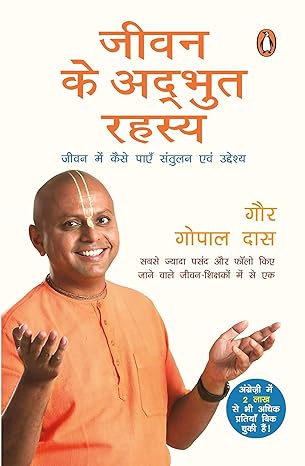 जीवन
के अद्भुत
रहस्य
जीवन में कैसे पाएँ संतुलन एवं उद्देश्य
गौर
गोपाल दास
सबसे ज्यादा पसंद और फॉलो किए
जाने वाले जीवन-शिक्षकों में से एक
अंग्रेज़ी में
2 लाख
से भी अधिक
प्रतियाँ बिक
चुकी हैं!